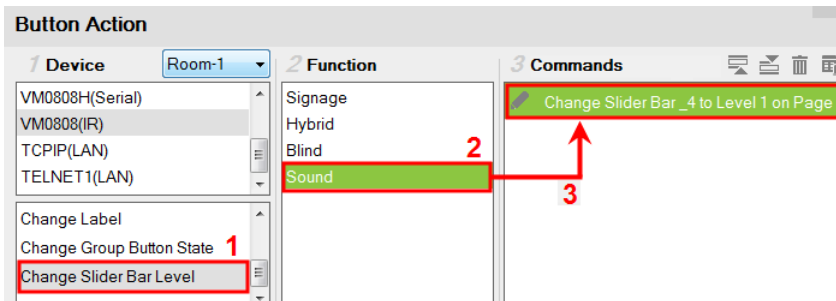 Button Action
1 Device
Room-1
2 Function
3 Commands
VM0808H(Serial)
VM0808(IR)
TCPIP(LAN)
TELNET1(LAN)
Change Label
Change Group Button State 1
Change Slider Bar Level
Signage
Hybrid
Blind
2
Sound
Change Slider Bar _4 to Level 1 on Page
3